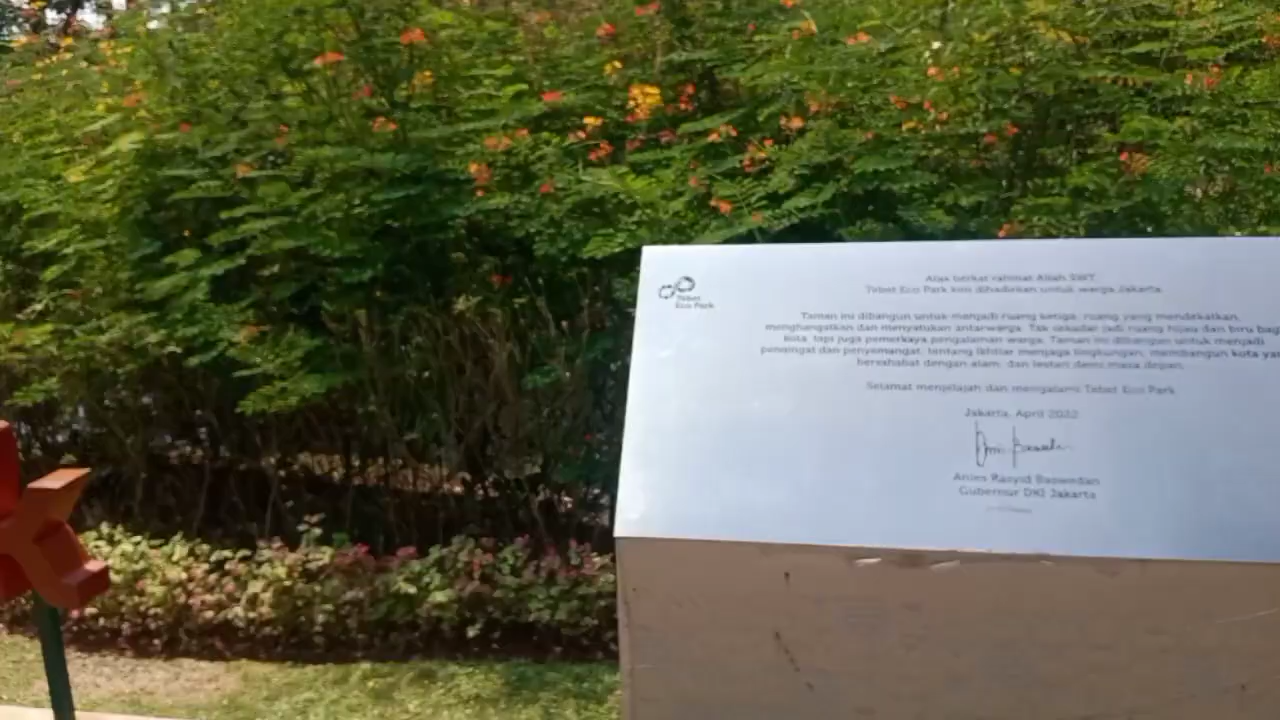 Tebet
Eco Park
Atas berkat rahmat Allah SWT
Tebet Eco Park kini dihadirkan untuk warga Jakarta.
Taman ini dibangun untuk menjadi ruang ketiga, ruang yang mendekatkan,
menghangatkan dan menyatukan antarwarga. Tak sekadar jadi ruang hijau dan biru bag
kota, tapi juga pemerkaya pengalaman warga. Taman ini dibangun untuk menjadi
pengingat dan penyemangat, tentang ikhtiar menjaga lingkungan, membangun kota yan
bersahabat dengan alam, dan lestari demi masa depan.
Selamat menjelajah dan mengalami Tebet Eco Park
Jakarta, April 2022
Anies Rasyid Baswedan
Gubernur DKI Jakarta